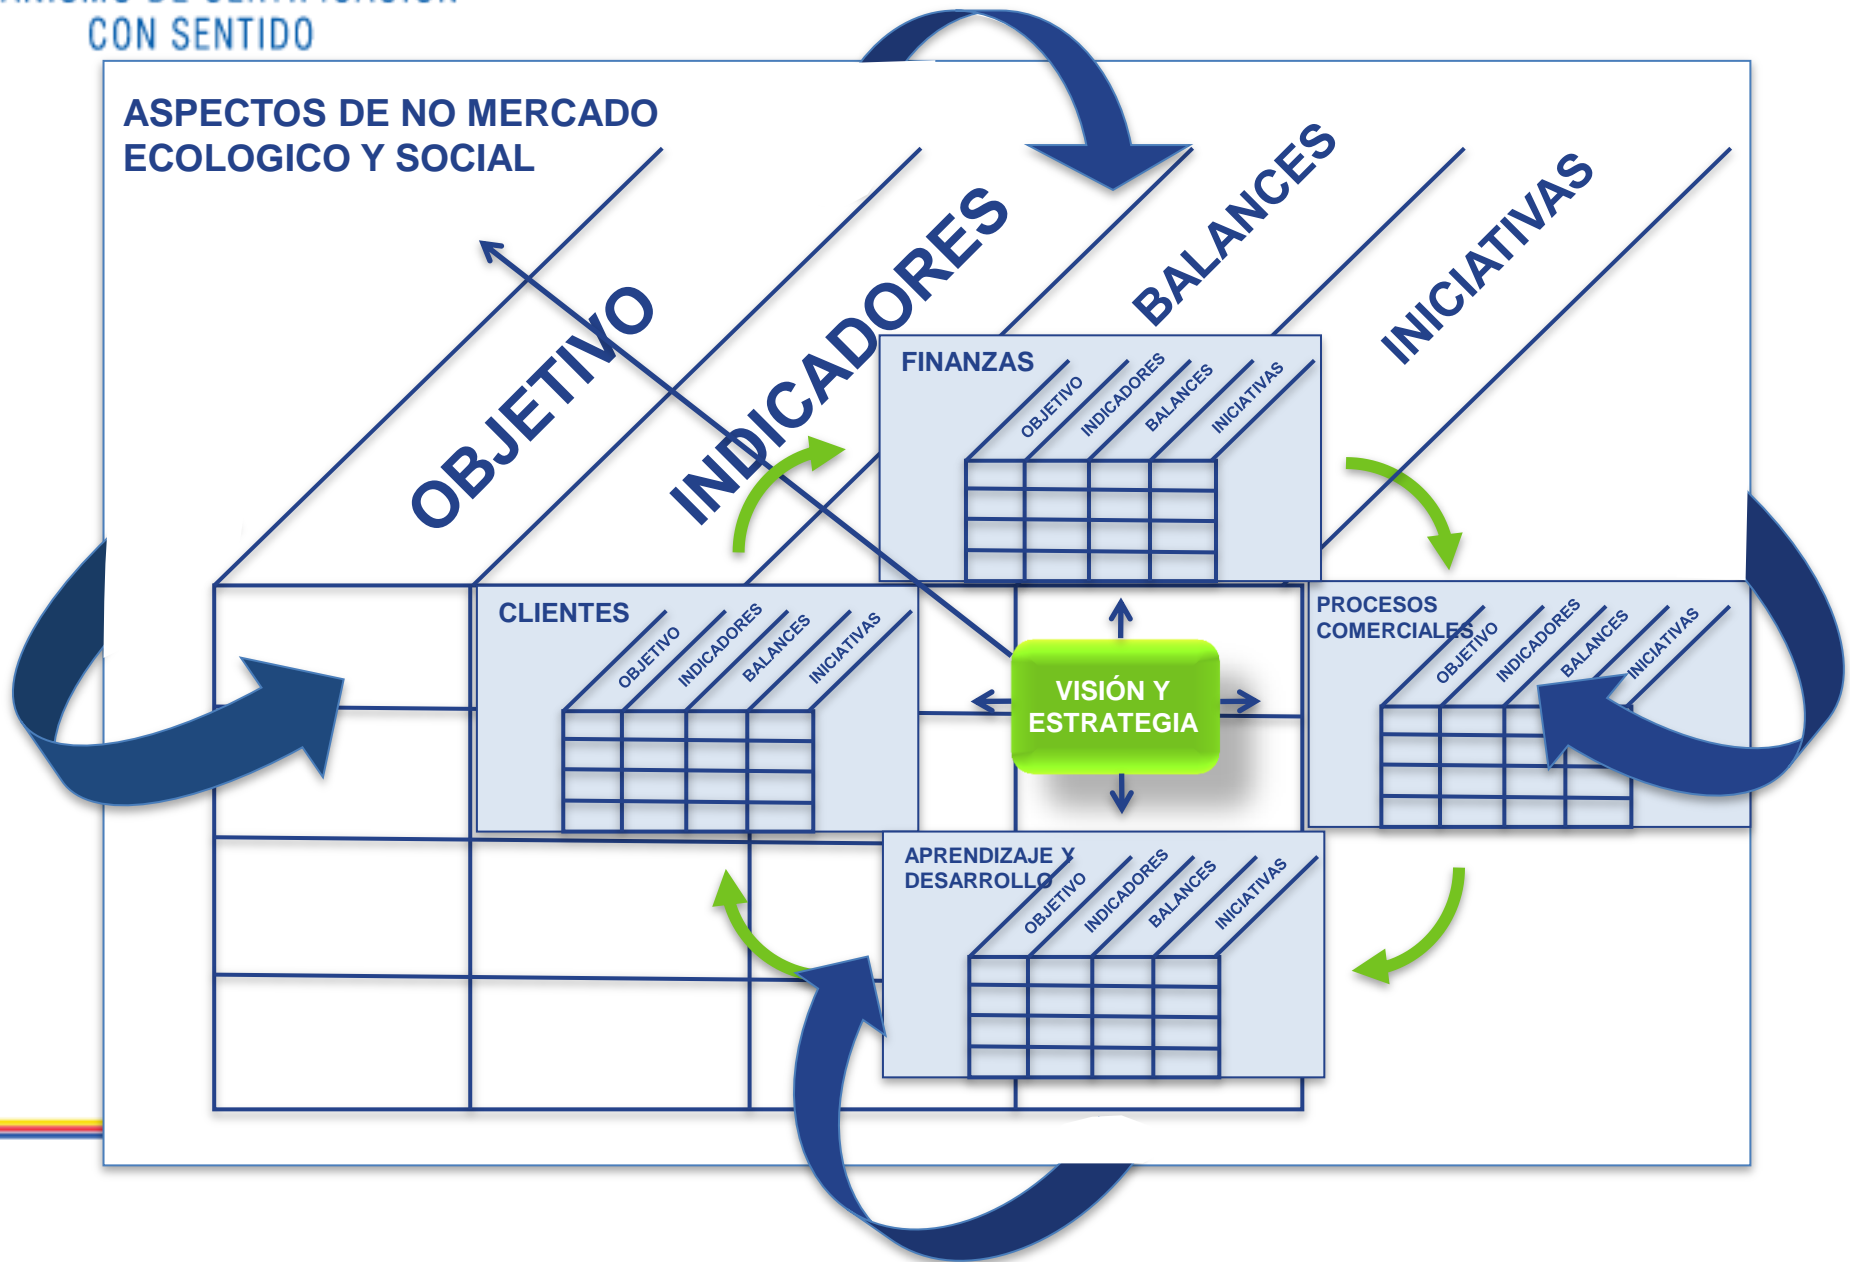 CON SENTIDO
ASPECTOS DE NO MERCADO
ECOLOGICO Y SOCIAL
OBJETIVO
INDICADORES
BALANCES
INICIATIVAS
FINANZAS
OBJETIVO
INDICADORES
BALANCES
INICIATIVAS
CLIENTES
OBJETIVO
INDICADORES
BALANCES
INICIATIVAS
VISIÓN Y
ESTRATEGIA
PROCESOS
COMERCIALES
OBJETIVO
INDICADORES
BALANCES
INICIATIVAS
APRENDIZAJE Y
DESARROLLO
OBJETIVO
INDICADORES
BALANCES
INICIATIVAS